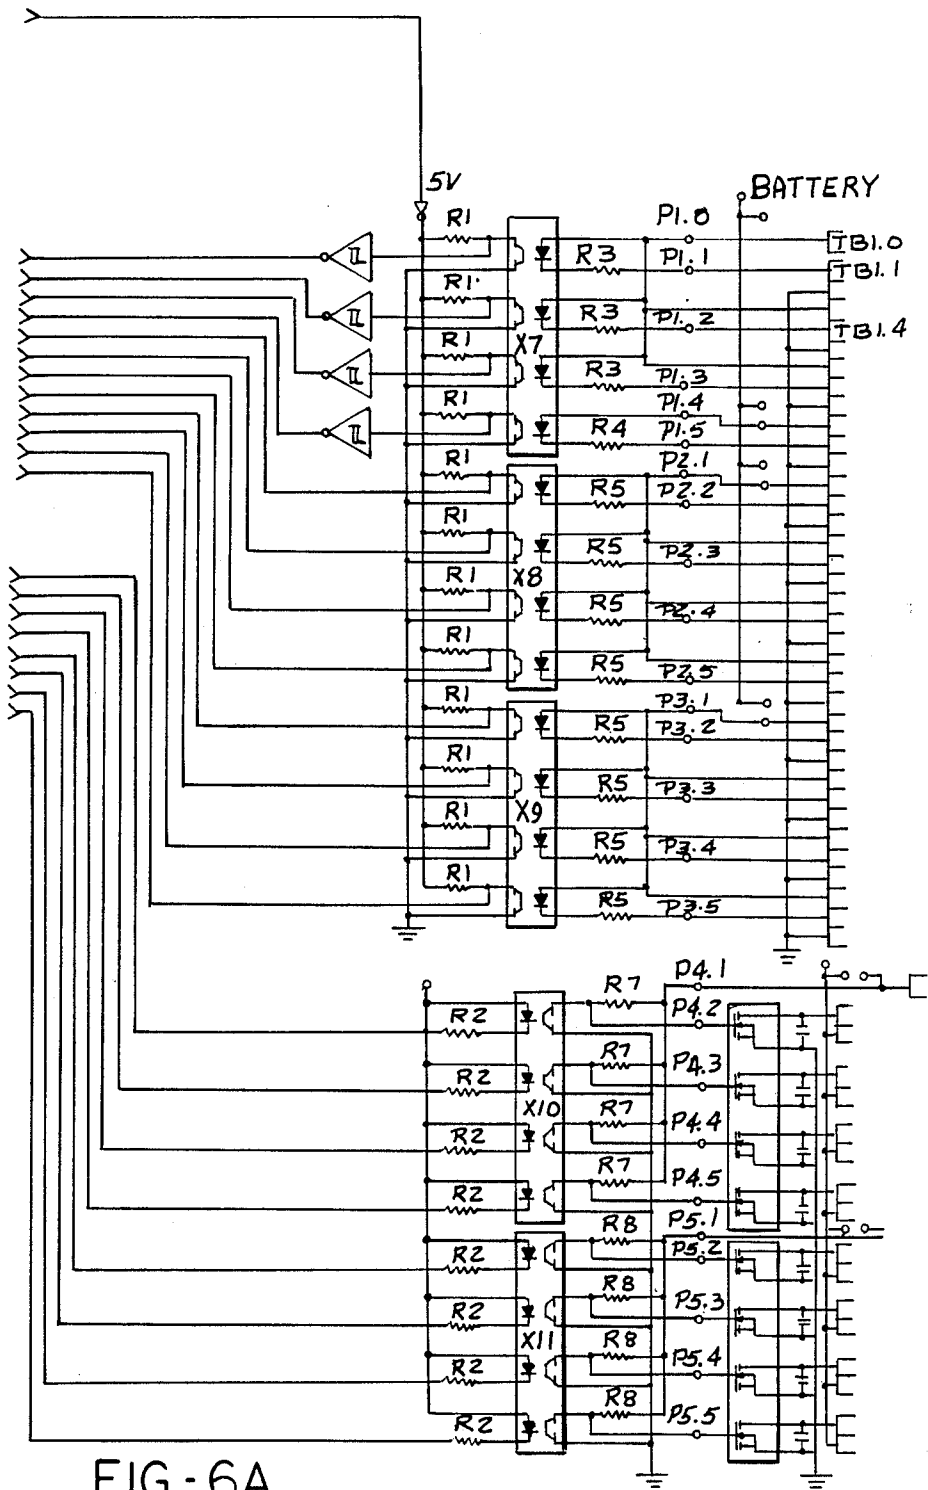 5V
BATTERY
R1
P1.0
TB1.0
R3
P1.1
TB1.1
R1
R3
P1.2
TB1.4
R1
X7
R3
P1.3
R1
P1.4
R4
P1.5
R1
P2.1
R5
P2.2
R1
R5
P2.3
R1
X8
R5
P2.4
R1
R5
P2.5
R1
P3.1
R5
P3.2
R1
R5
P3.3
R1
X9
R5
P3.4
R1
R5
P3.5
P4.1
R7
R2
P4.2
R7
P4.3
R2
X10
R7
P4.4
R2
R7
P4.5
R2
R8
P5.1
P5.2
R2
R8
P5.3
R2
X11
R8
P5.4
R2
R8
P5.5
R2
FIG-6A